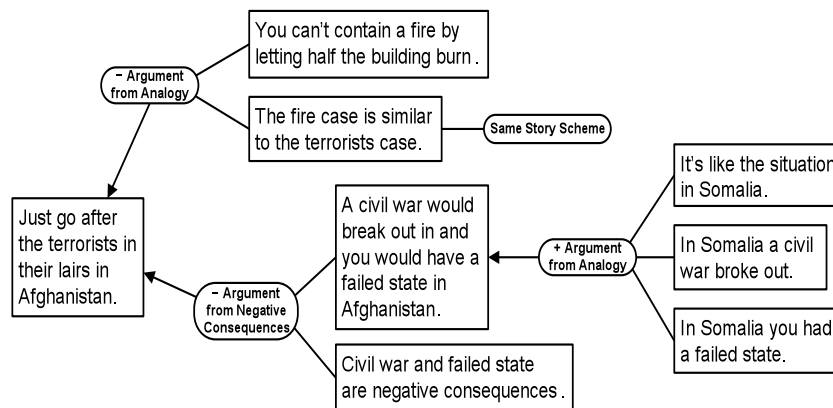 You can't contain a fire by
letting half the building burn .
– Argument
from Analogy
The fire case is similar
to the terrorists case.
Same Story Scheme
It's like the situation
in Somalia.
Just go after
the terrorists in
their lairs in
Afghanistan.
A civil war would
break out in and
you would have a
failed state in
Afghanistan.
+ Argument
from Analogy
In Somalia a civil
war broke out.
– Argument
from Negative
Consequences
In Somalia you had
a failed state.
Civil war and failed state
are negative consequences .